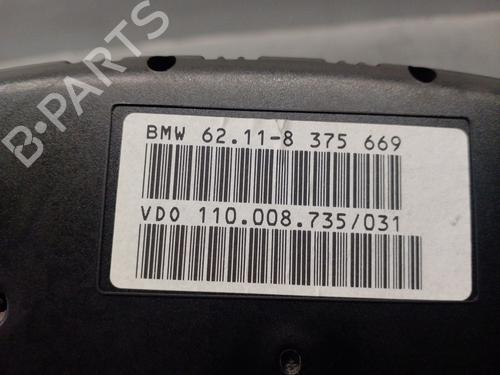 B-PARTS
BMW 62.11-8 375 669
VDO 110.008.735/031